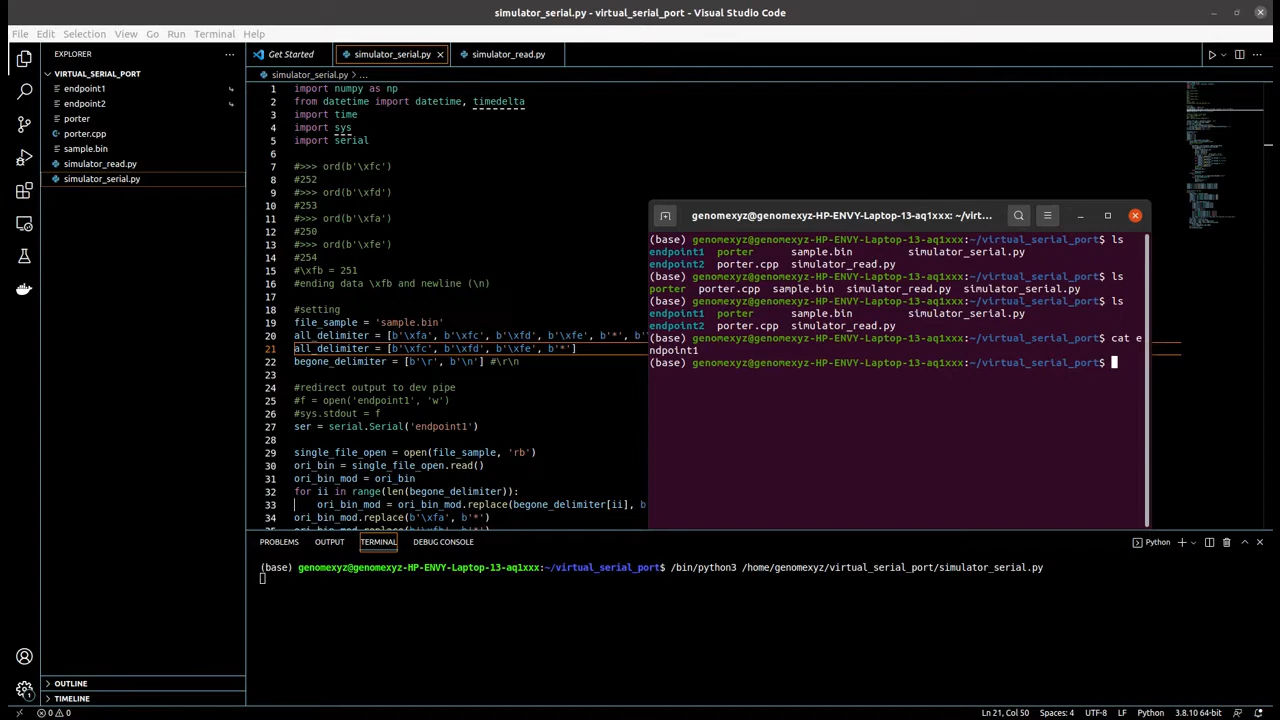 simulator_serial.py - virtual_serial_port - Visual Studio Code
File Edit Selection View Go Run Terminal Help
EXPLORER
VIRTUAL_SERIAL_PORT
endpoint1
endpoint2
porter
porter.cpp
sample.bin
simulator_read.py
simulator_serial.py
OUTLINE
TIMELINE
Get Started simulator_serial.py simulator_read.py
simulator_serial.py > ...
1 import numpy as np
2 from datetime import datetime, timedelta
3 import time
4 import sys
5 import serial
6
7 #>>> ord(b'\xfc')
8 #252
9 #>>> ord(b'\xfd')
10 #253
11 #>>> ord(b'\xfa')
12 #250
13 #>>> ord(b'\xfe')
14 #254
15 #\xfb = 251
16 #ending data \xfb and newline (\n)
17
18 #setting
19 file_sample = 'sample.bin'
20 all_delimiter = [b'\xfa', b'\xfc', b'\xfd', b'\xfe', b'*', b'\
21 all_delimiter = [b'\xfc', b'\xfd', b'\xfe', b'*']
22 begone_delimiter = [b'\r', b'\n'] #\r\n
23
24 #redirect output to dev pipe
25 #f = open('endpoint1', 'w')
26 #sys.stdout = f
27 ser = serial.Serial('endpoint1')
28
29 single_file_open = open(file_sample, 'rb')
30 ori_bin = single_file_open.read()
31 ori_bin_mod = ori_bin
32 for ii in range(len(begone_delimiter)):
33 ori_bin_mod = ori_bin_mod.replace(begone_delimiter[ii], b
34 ori_bin_mod.replace(b'\xfa', b'*')
genomexyz@genomexyz-HP-ENVY-Laptop-13-aq1xxx: ~/virt...
(base) genomexyz@genomexyz-HP-ENVY-Laptop-13-aq1xxx:~/virtual_serial_port$ ls
endpoint1 porter sample.bin simulator_serial.py
endpoint2 porter.cpp simulator_read.py
(base) genomexyz@genomexyz-HP-ENVY-Laptop-13-aq1xxx:~/virtual_serial_port$ ls
porter porter.cpp sample.bin simulator_read.py simulator_serial.py
(base) genomexyz@genomexyz-HP-ENVY-Laptop-13-aq1xxx:~/virtual_serial_port$ ls
endpoint1 porter sample.bin simulator_serial.py
endpoint2 porter.cpp simulator_read.py
(base) genomexyz@genomexyz-HP-ENVY-Laptop-13-aq1xxx:~/virtual_serial_port$ cat e
ndpoint1
(base) genomexyz@genomexyz-HP-ENVY-Laptop-13-aq1xxx:~/virtual_serial_port$
PROBLEMS OUTPUT TERMINAL DEBUG CONSOLE Python
(base) genomexyz@genomexyz-HP-ENVY-Laptop-13-aq1xxx:~/virtual_serial_port$ /bin/python3 /home/genomexyz/virtual_serial_port/simulator_serial.py
0 0 Ln 21, Col 50 Spaces: 4 UTF-8 LF Python 3.8.10 64-bit